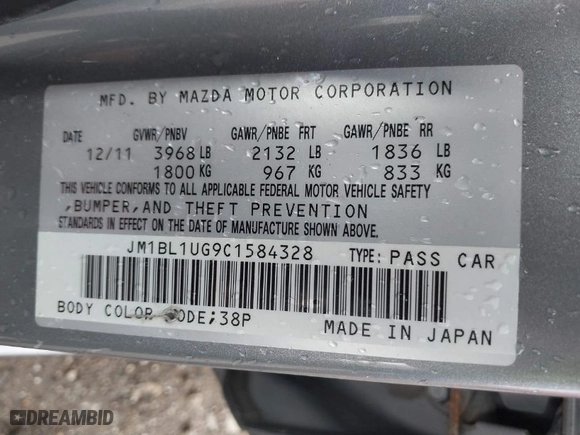 MFD. BY MAZDA MOTOR CORPORATION
DATE GVWR/PNBV GAWR/PNBE FRT GAWR/PNBE RR
12/11 3968 LB 2132 LB 1836 LB
1800 KG 967 KG 833 KG
THIS VEHICLE CONFORMS TO ALL APPLICABLE FEDERAL MOTOR VEHICLE SAFETY
,BUMPER,AND THEFT PREVENTION
STANDARDS IN EFFECT ON THE DATE OF MANUFACTURE SHOWN ABOVE.
JM1BL1UG9C1584328 TYPE: PASS CAR
BODY COLOR CODE;38P
MADE IN JAPAN
DREAMBID